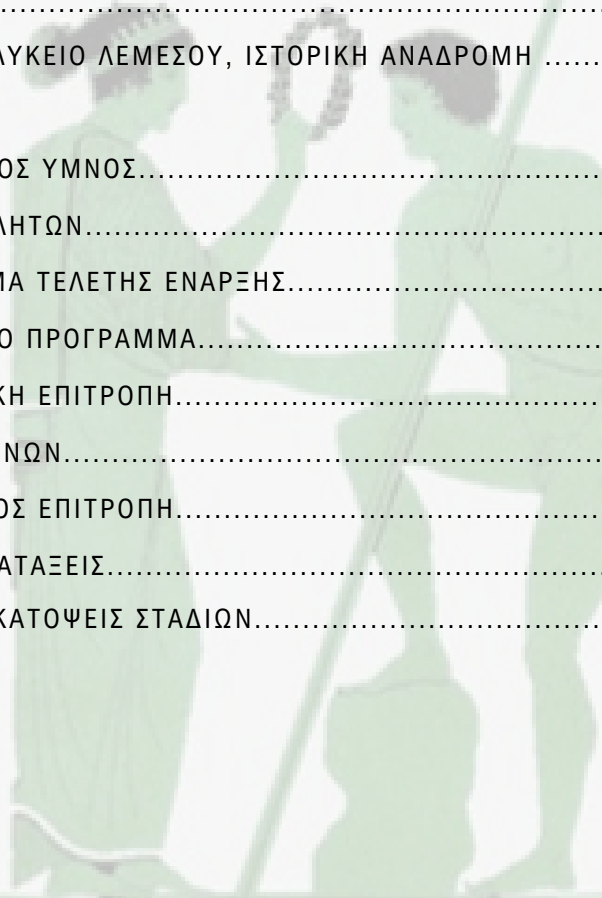 ΛΥΚΕΙΟ ΛΕΜΕΣΟΥ, ΙΣΤΟΡΙΚΗ ΑΝΑΔΡΟΜΗ ......
ΟΣ ΥΜΝΟΣ
ΛΗΤΩΝ
ΜΑ ΤΕΛΕΤΗΣ ΕΝΑΡΞΗΣ
Ο ΠΡΟΓΡΑΜΜΑ
ΚΗ ΕΠΙΤΡΟΠΗ
ΝΩΝ
ΟΣ ΕΠΙΤΡΟΠΗ
ΑΤΑΞΕΙΣ
ΚΑΤΟΨΕΙΣ ΣΤΑΔΙΩΝ